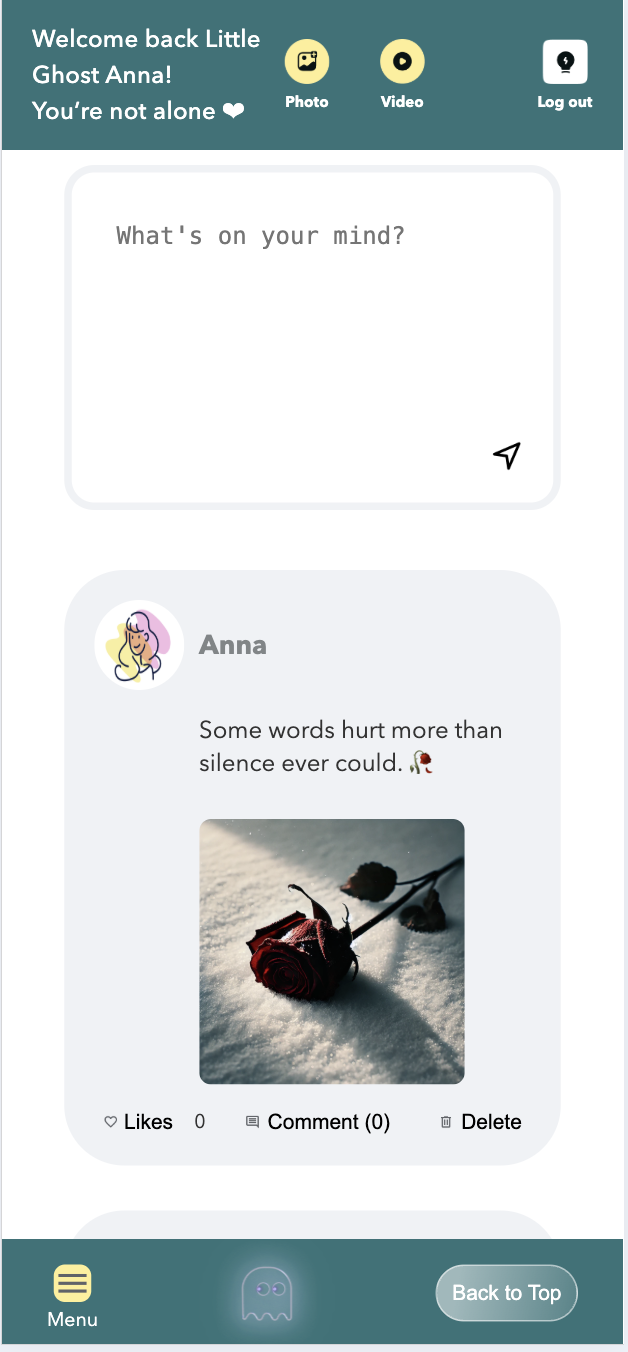 Welcome back Little
Ghost Anna!
You’re not alone ❤
Photo
Video
Log out
What's on your mind?
Anna
Some words hurt more than
silence ever could. 🥀
Likes 0 Comment (0) Delete
Menu
Back to Top